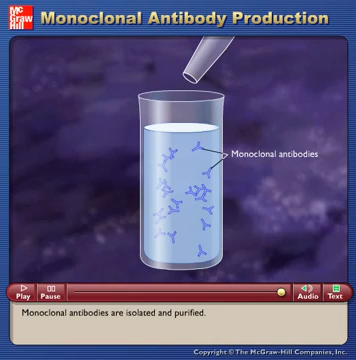 Mc
Graw
Hill
Monoclonal Antibody Production
Monoclonal antibodies
Play
Pause
Audio
Text
Monoclonal antibodies are isolated and purified.
Copyright © The McGraw-Hill Companies, Inc.